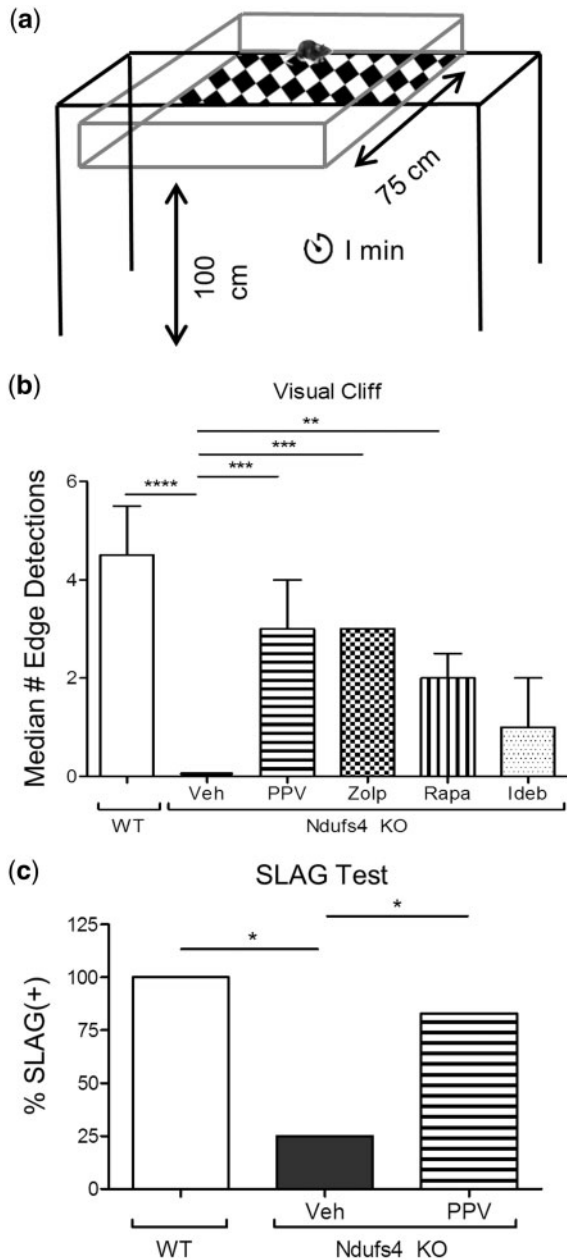 (a)
75 cm
100
cm
I min
(b)
Visual Cliff
**
***
**** ***
Median # Edge Detections
6
4
2
0
Veh PPV Zolp Rapa Ideb
WT Ndufs4 KO
(c)
SLAG Test
% SLAG(+)
125
100
75
50
25
0
* *
Veh PPV
WT Ndufs4 KO